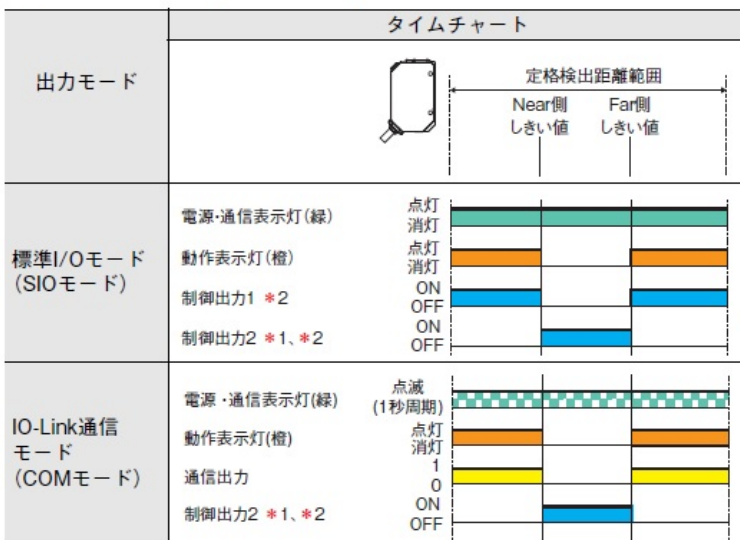 タイムチャート
出力モード
定格検出距離範囲
Near側 Far側
しきい値 しきい値
標準I/Oモード
(SIOモード)
電源・通信表示灯(緑) 点灯
消灯
動作表示灯(橙) 点灯
消灯
制御出力1 *2 ON
OFF
制御出力2 *1、*2 ON
OFF
IO-Link通信
モード
(COMモード)
電源・通信表示灯(緑) 点滅
(1秒周期)
動作表示灯(橙) 点灯
消灯
通信出力 1
0
制御出力2 *1、*2 ON
OFF